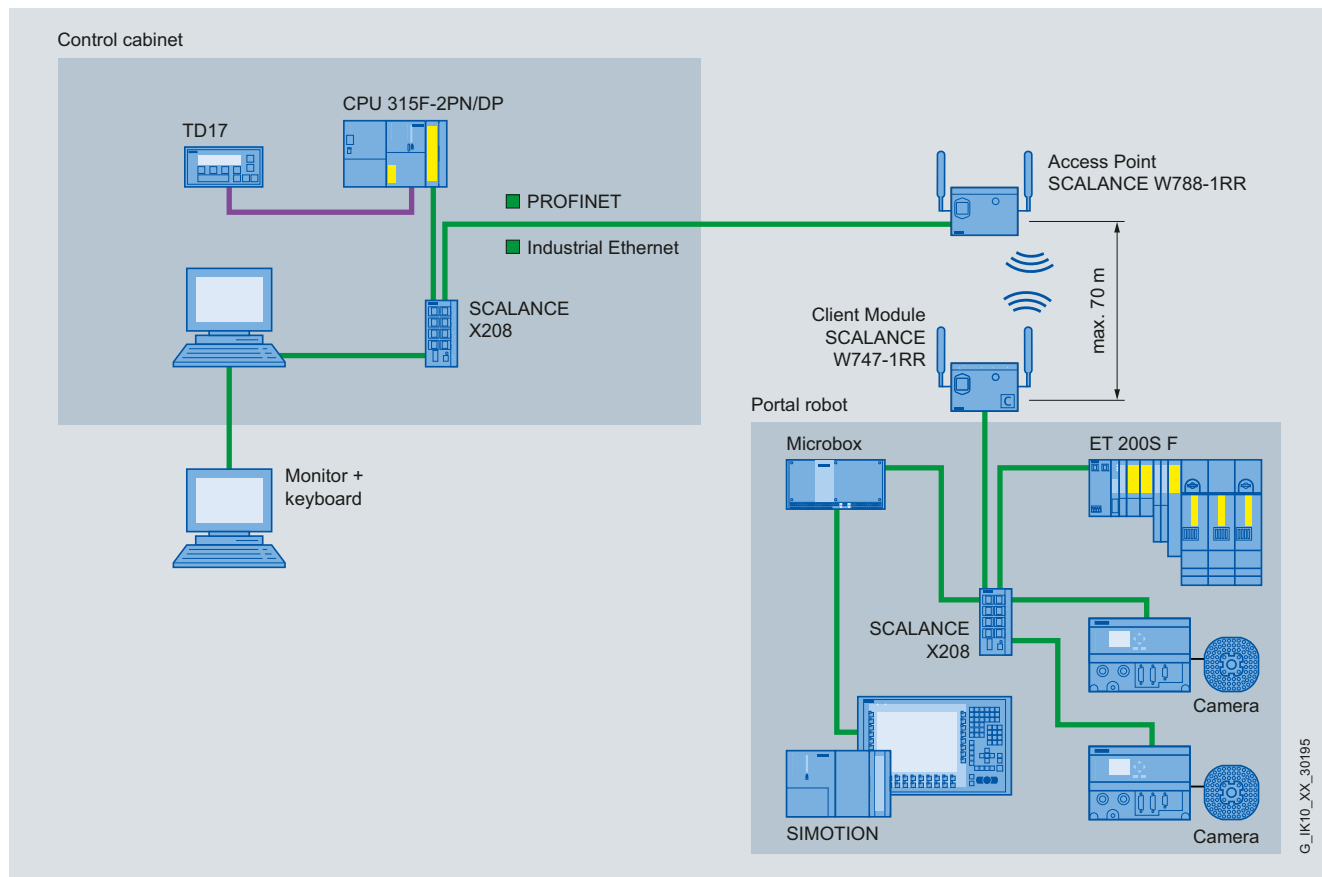 Control cabinet
CPU 315F-2PN/DP
TD17
PROFINET
Industrial Ethernet
SCALANCE
X208
Monitor +
keyboard
Access Point
SCALANCE W788-1RR
max. 70 m
Client Module
SCALANCE
W747-1RR
C
Portal robot
Microbox
ET 200S F
SCALANCE
X208
Camera
SIMOTION
Camera
G_IK10_XX_30195